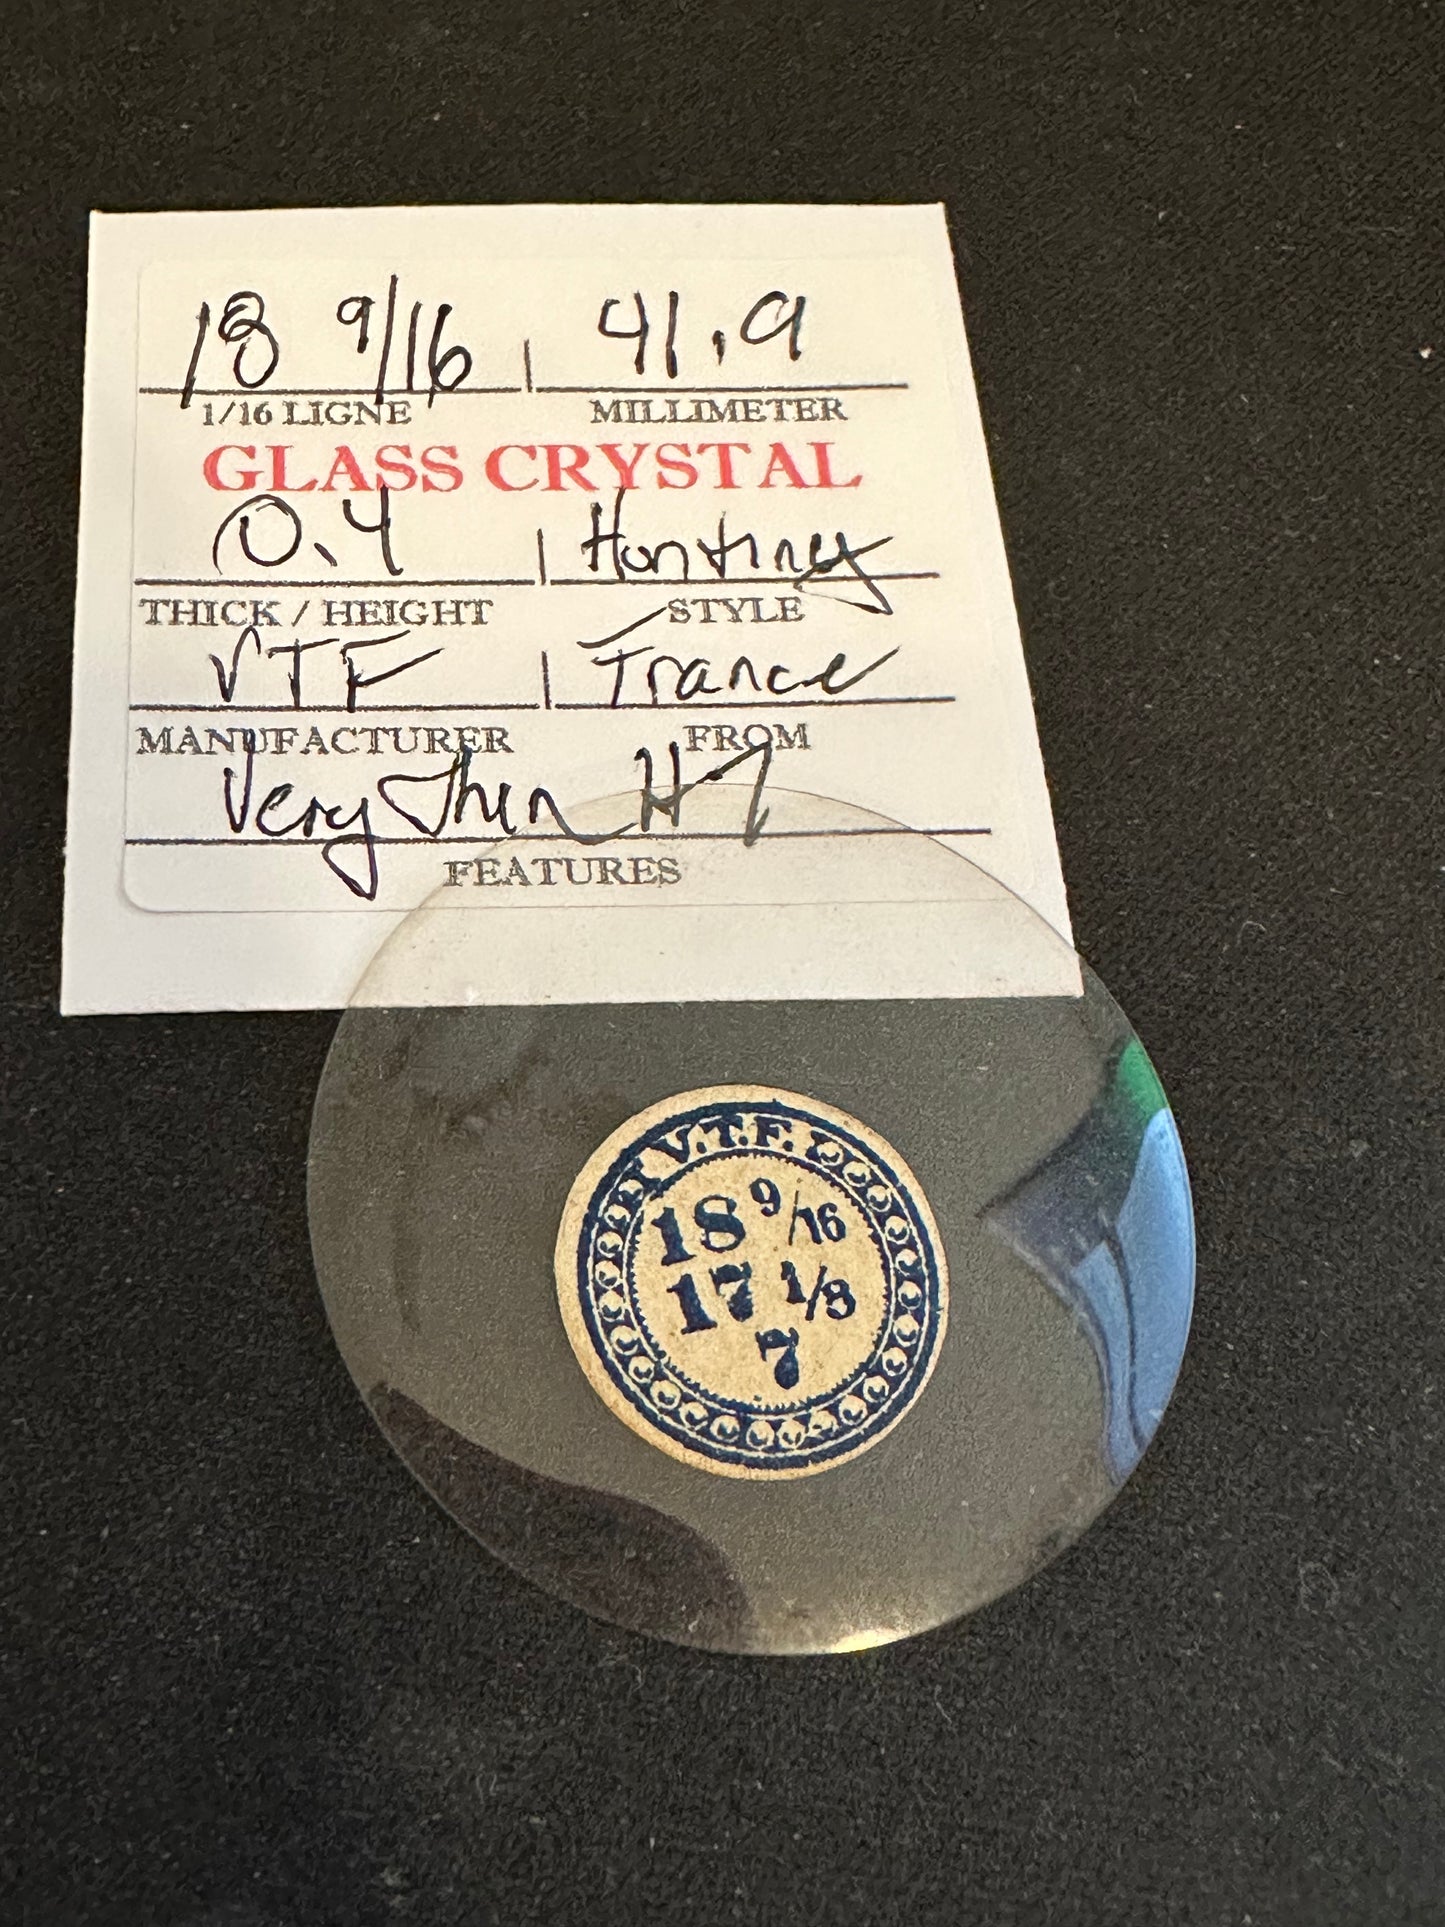 18 9/16 | 41.9
1/16 LIGNE MILLIMETER
GLASS CRYSTAL
0.4 | Hunting
THICK / HEIGHT STYLE
VTF | France
MANUFACTURER FROM
Very Thin H-7
FEATURES
V.T.F.
18 9/16
17 1/8
7